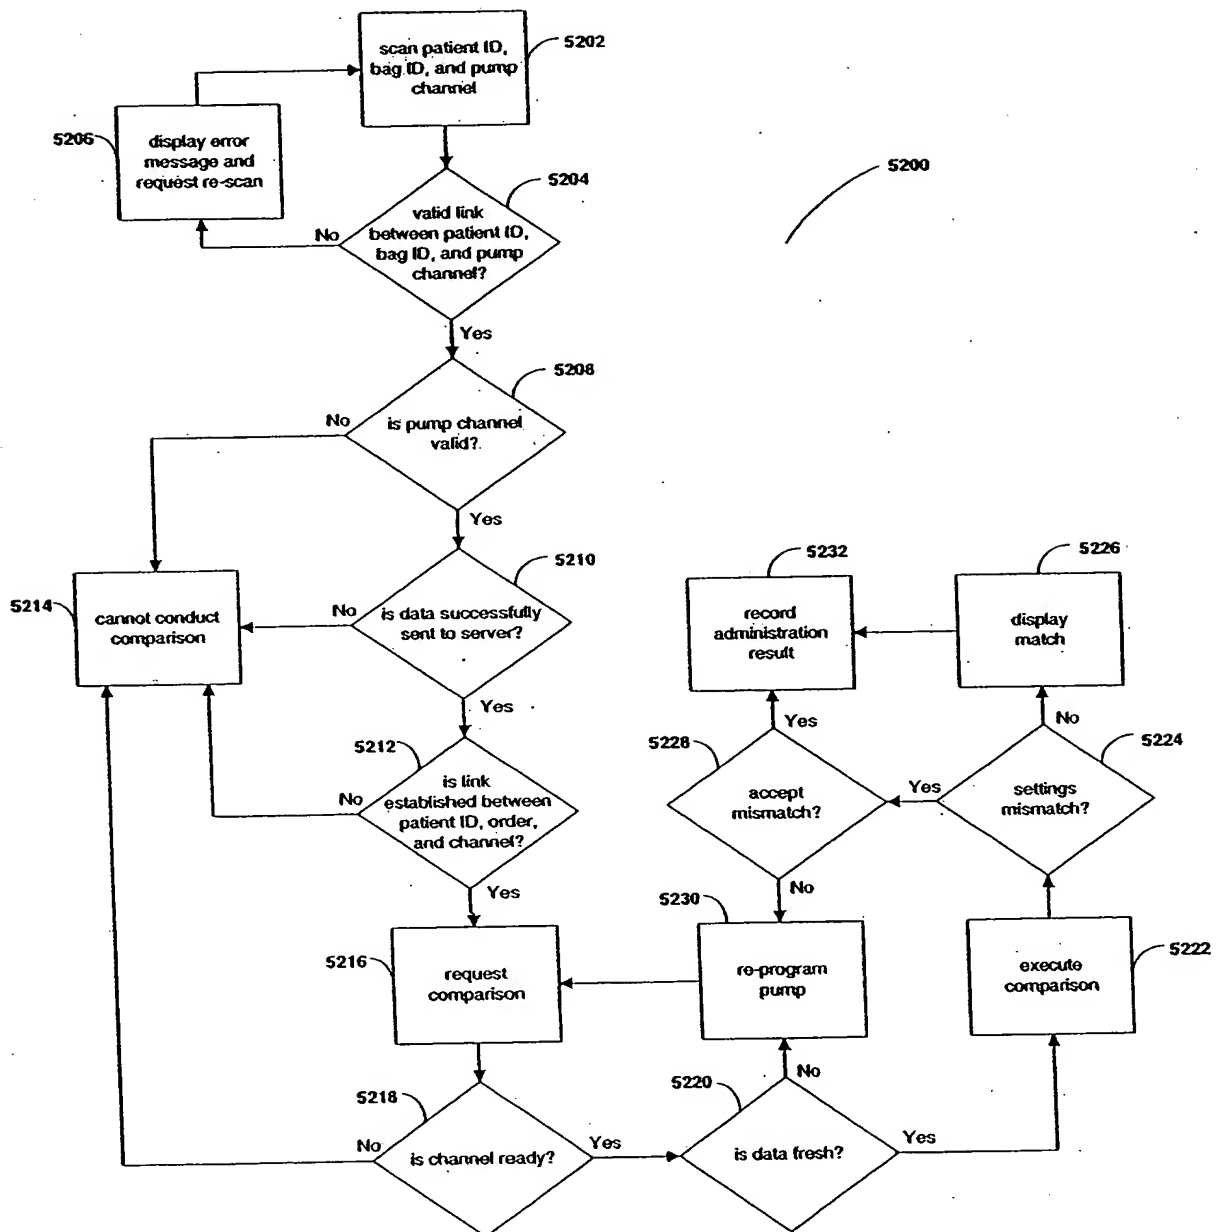 5202
scan patient ID,
bag ID, and pump
channel
5206
display error
message and
request re-scan
5204
5200
valid link
between patient ID,
bag ID, and pump
channel?
No
Yes
5208
is pump channel
valid?
No
Yes
5210
5232
5226
5214
cannot conduct
comparison
No
is data successfully
sent to server?
record
administration
result
display
match
Yes
5212
is link
established between
patient ID, order,
and channel?
No
Yes
5228
accept
mismatch?
Yes
No
Yes
No
5224
settings
mismatch?
5216
request
comparison
5230
re-program
pump
execute
comparison
5222
5218
is channel ready?
No
Yes
5220
is data fresh?
No
Yes